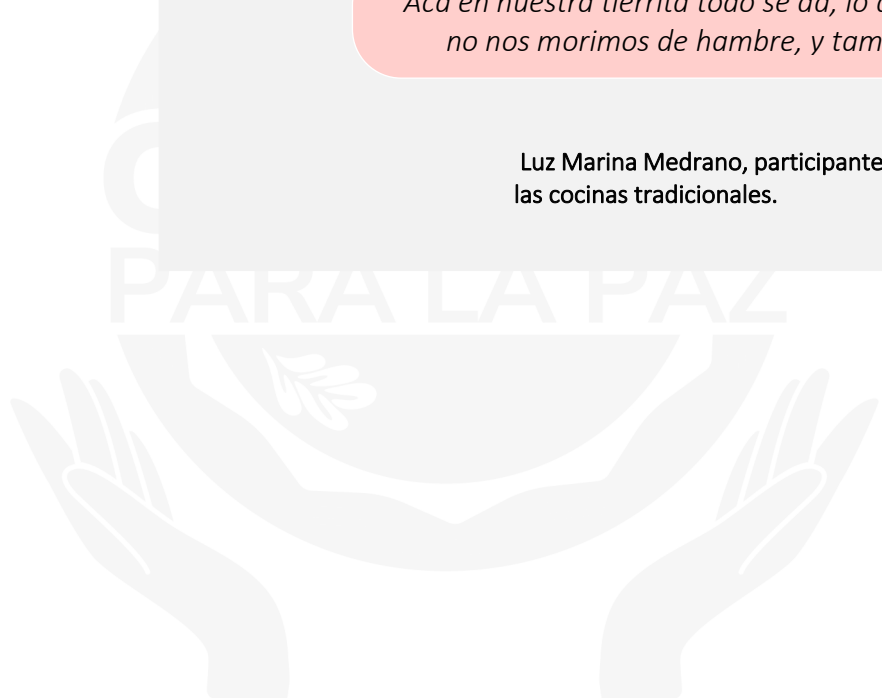 Acá en nuestra tierrita todo se da, lo
no nos morimos de hambre, y tam
Luz Marina Medrano, participante
las cocinas tradicionales.
PARA LA PAZ